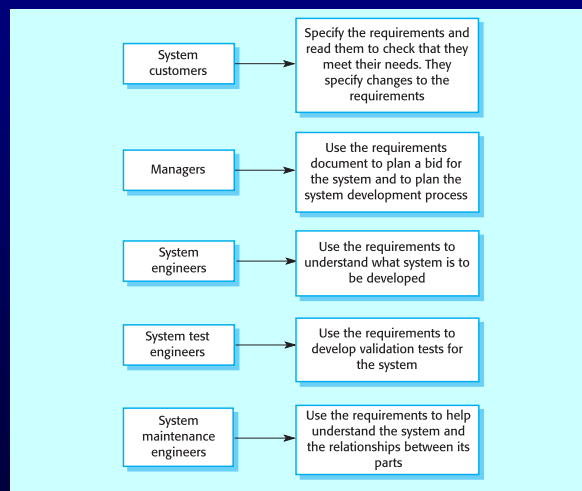 System
customers
Specify the requirements and
read them to check that they
meet their needs. They
specify changes to the
requirements
Managers
Use the requirements
document to plan a bid for
the system and to plan the
system development process
System
engineers
Use the requirements to
understand what system is to
be developed
System test
engineers
Use the requirements to
develop validation tests for
the system
System
maintenance
engineers
Use the requirements to help
understand the system and
the relationships between its
parts